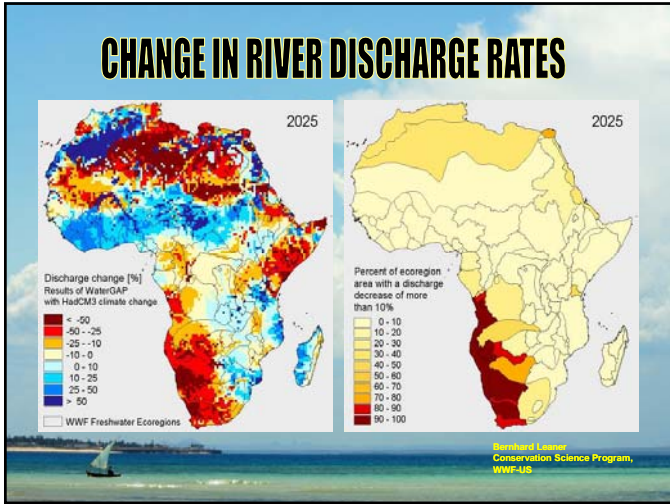 CHANGE IN RIVER DISCHARGE RATES
2025
Discharge change [%]
Results of WaterGAP
with HadCM3 climate change
< -50
-50 - -25
-25 - -10
-10 - 0
0 - 10
10 - 25
25 - 50
> 50
WWF Freshwater Ecoregions
2025
Percent of ecoregion
area with a discharge
decrease of more
than 10%
0 - 10
10 - 20
20 - 30
30 - 40
40 - 50
50 - 60
60 - 70
70 - 80
80 - 90
90 - 100
Bernhard Leaner
Conservation Science Program,
WWF-US